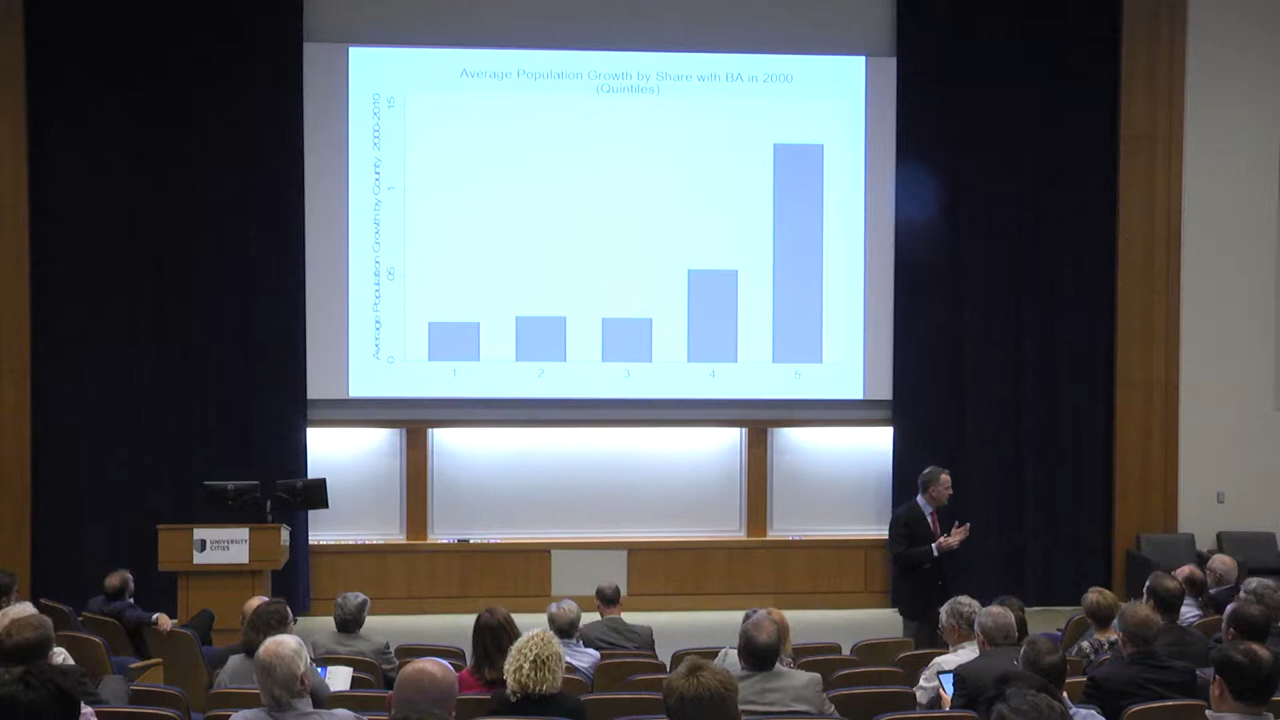 Average Population Growth by Share with BA in 2000
(Quintiles)
Average Population Growth by County, 2000-2010
.15
.1
.05
0
1
2
3
4
5
UNIVERSITY
CITIES